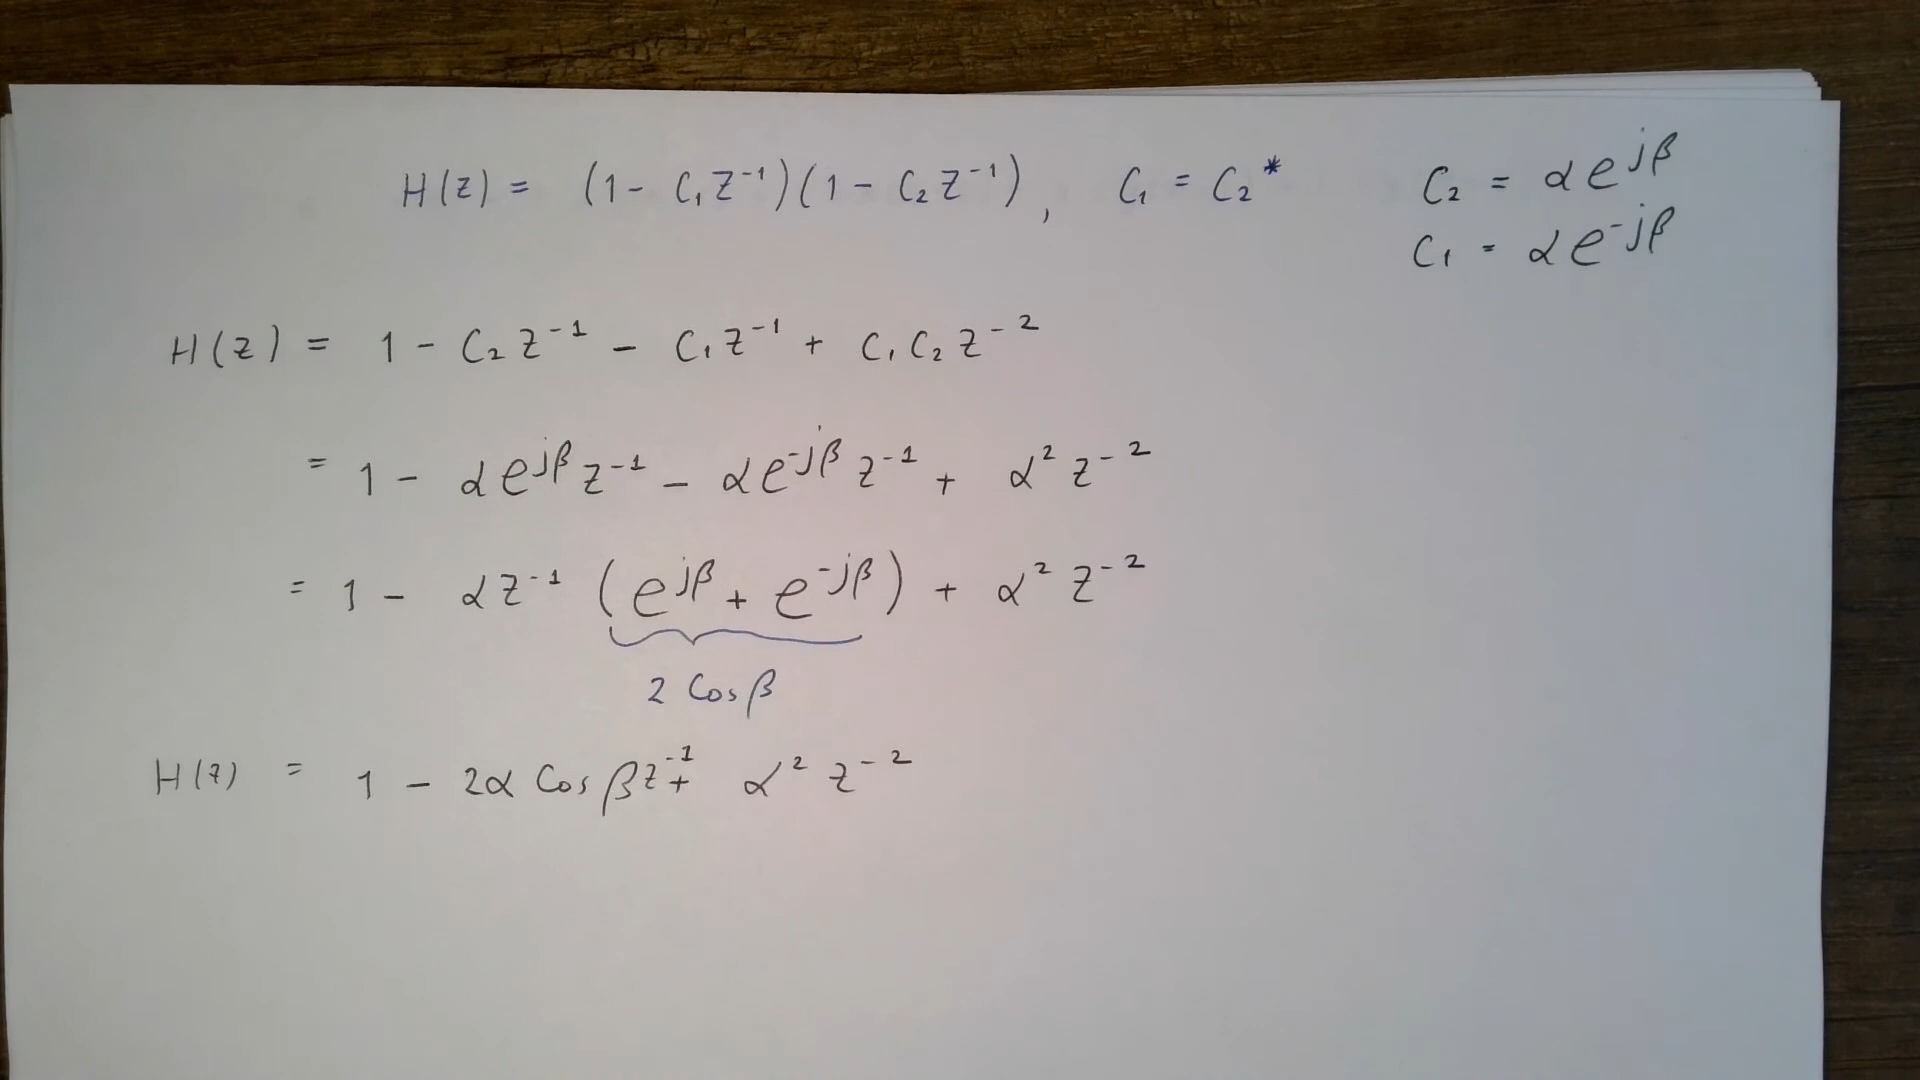 H(z) = (1 - C₁z⁻¹)(1 - C₂z⁻¹), C₁ = C₂* C₂ = αe^{jβ}
C₁ = αe^{-jβ}
H(z) = 1 - C₂z⁻¹ - C₁z⁻¹ + C₁C₂z⁻²
= 1 - αe^{jβ}z⁻¹ - αe^{-jβ}z⁻¹ + α²z⁻²
= 1 - αz⁻¹(e^{jβ} + e^{-jβ}) + α²z⁻²
2 Cos β
H(z) = 1 - 2α Cos βz⁻¹ + α²z⁻²